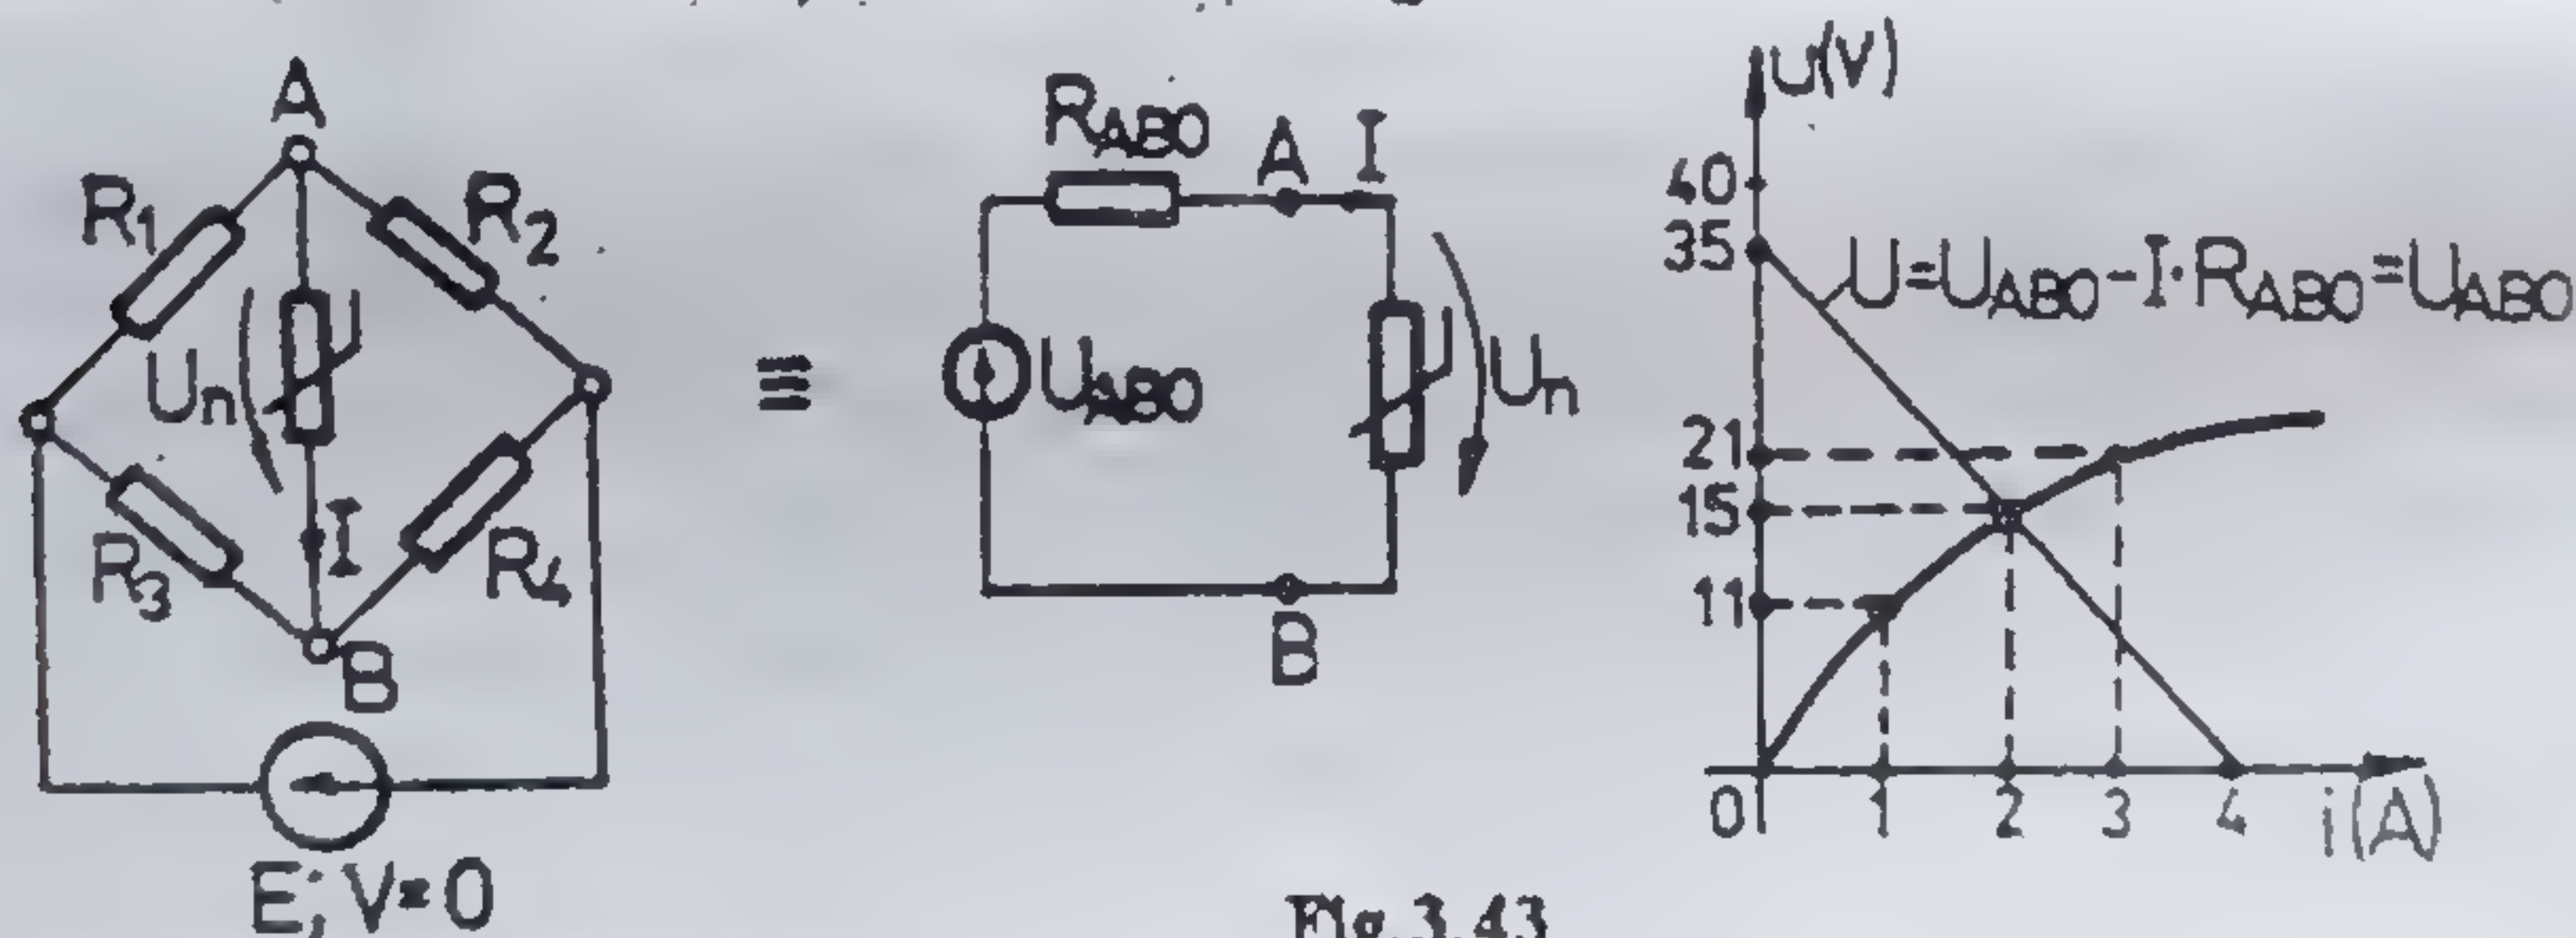 A
R1
R2
Un
I
R3
R4
B
E; V=0
≡
RABO
A
I
UABO
Un
B
U(V)
40
35
U=UABO-I·RABO=UABO
21
15
11
0
1
2
3
4
i(A)
Fig.3.43